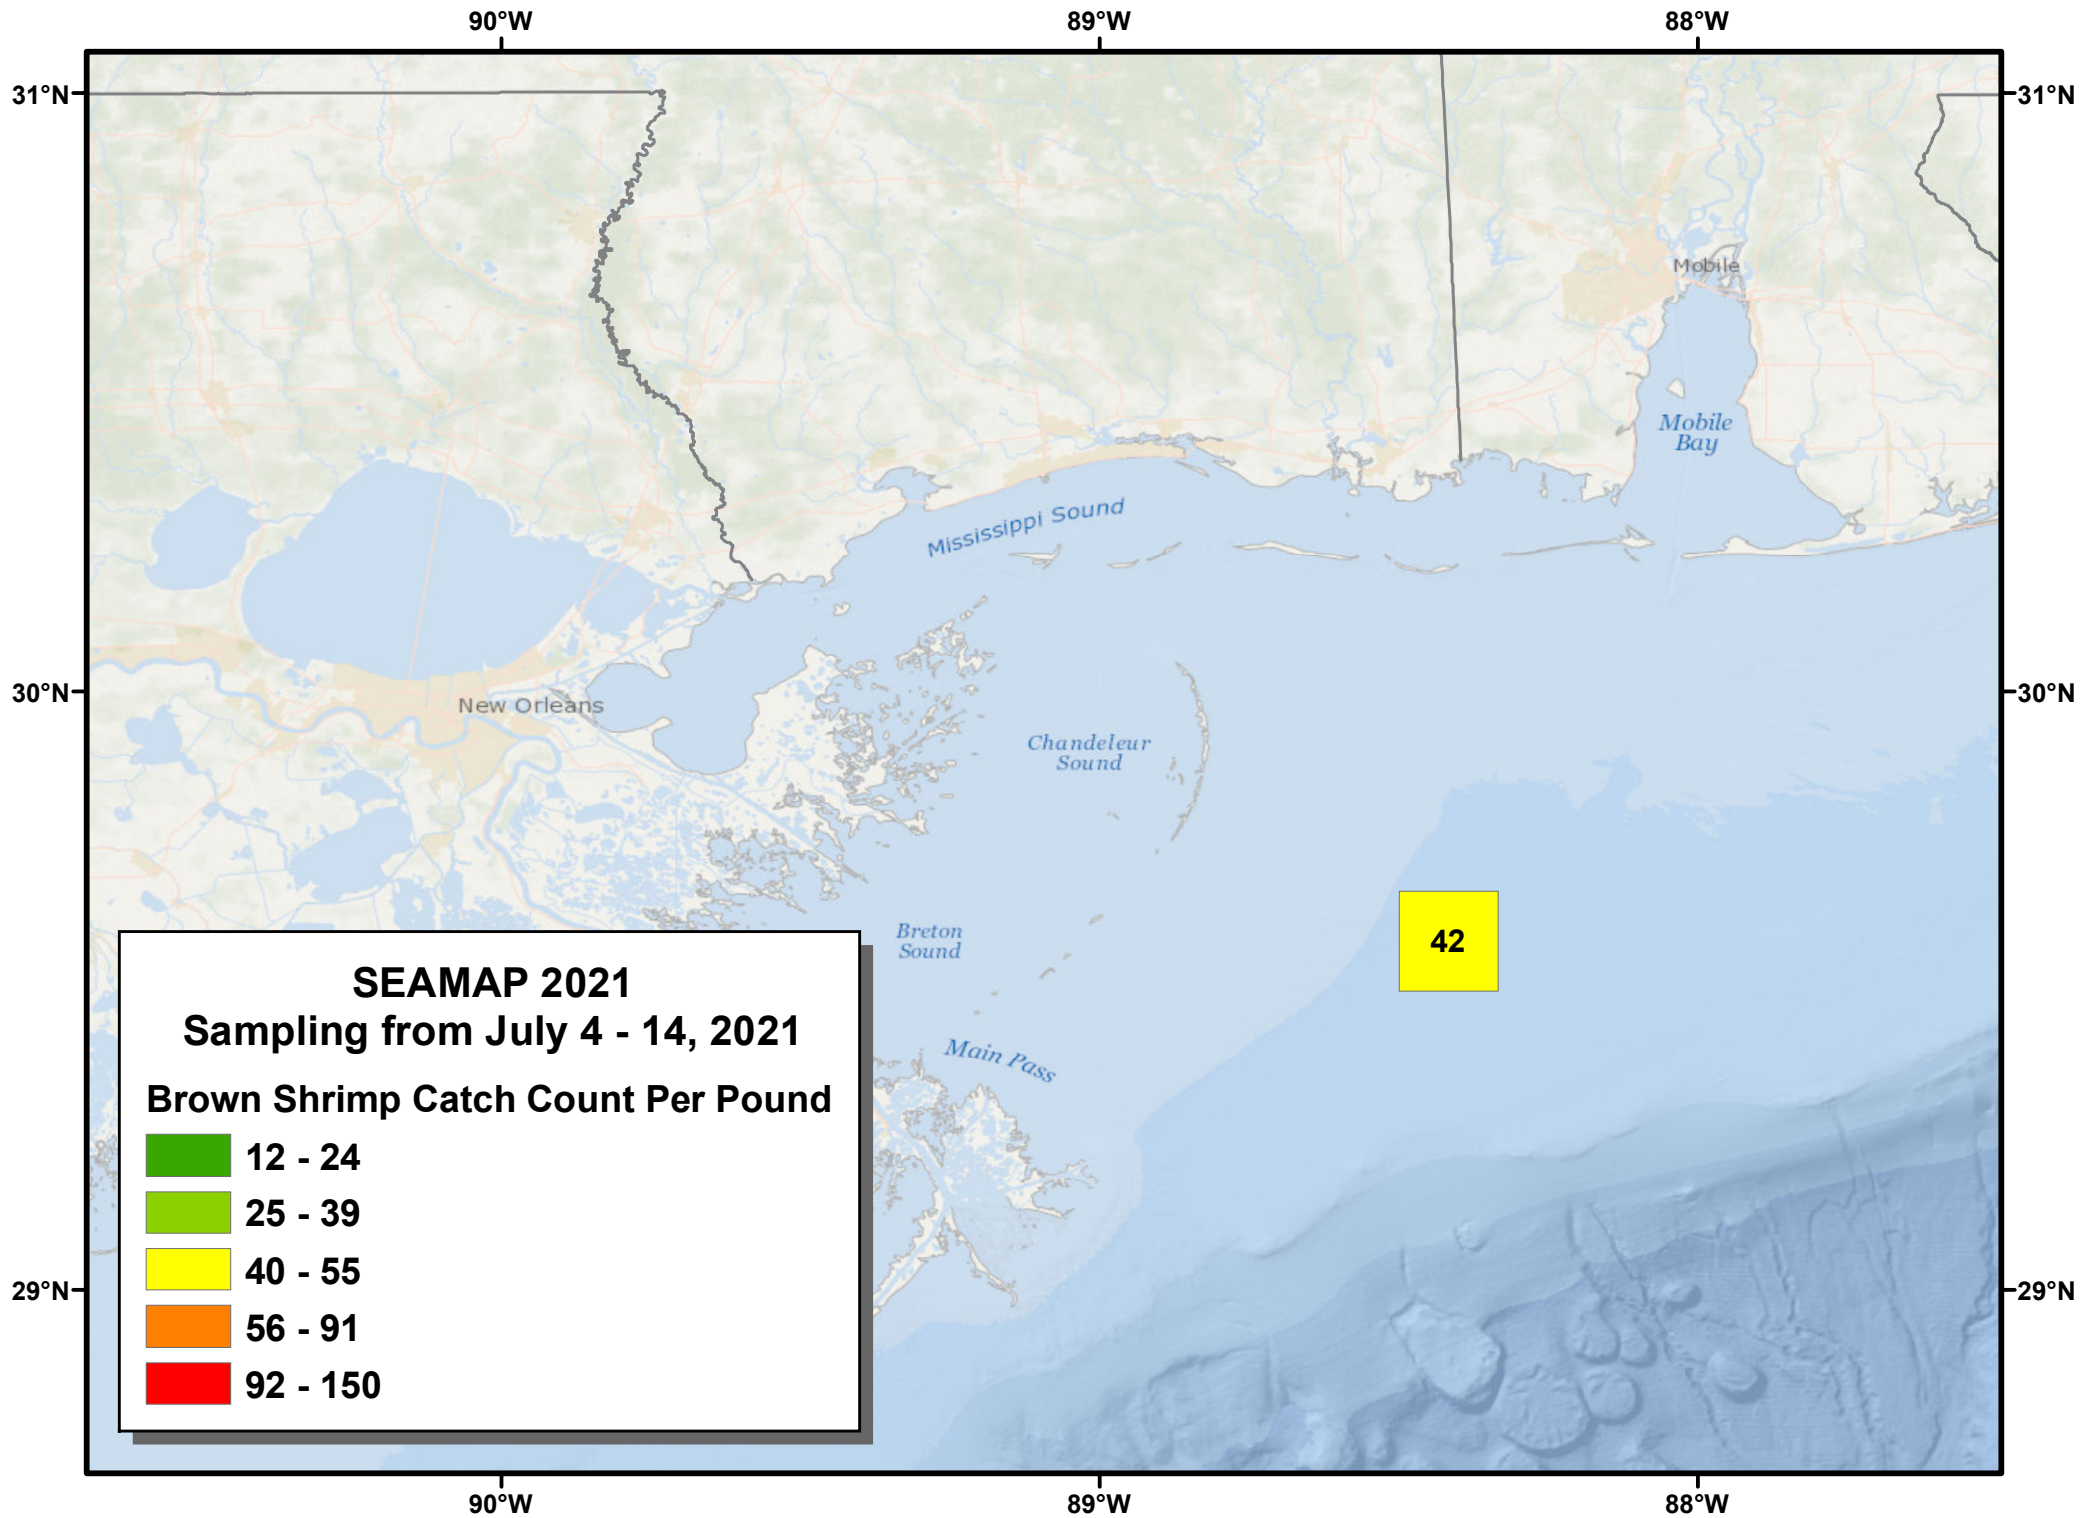 90°W
89°W
88°W
31°N
31°N
Mobile
Mobile
Bay
Mississippi Sound
30°N
30°N
New Orleans
Chandeleur
Sound
Breton
Sound
42
Main Pass
SEAMAP 2021
Sampling from July 4 - 14, 2021
Brown Shrimp Catch Count Per Pound
12 - 24
25 - 39
40 - 55
56 - 91
92 - 150
29°N
29°N
90°W
89°W
88°W